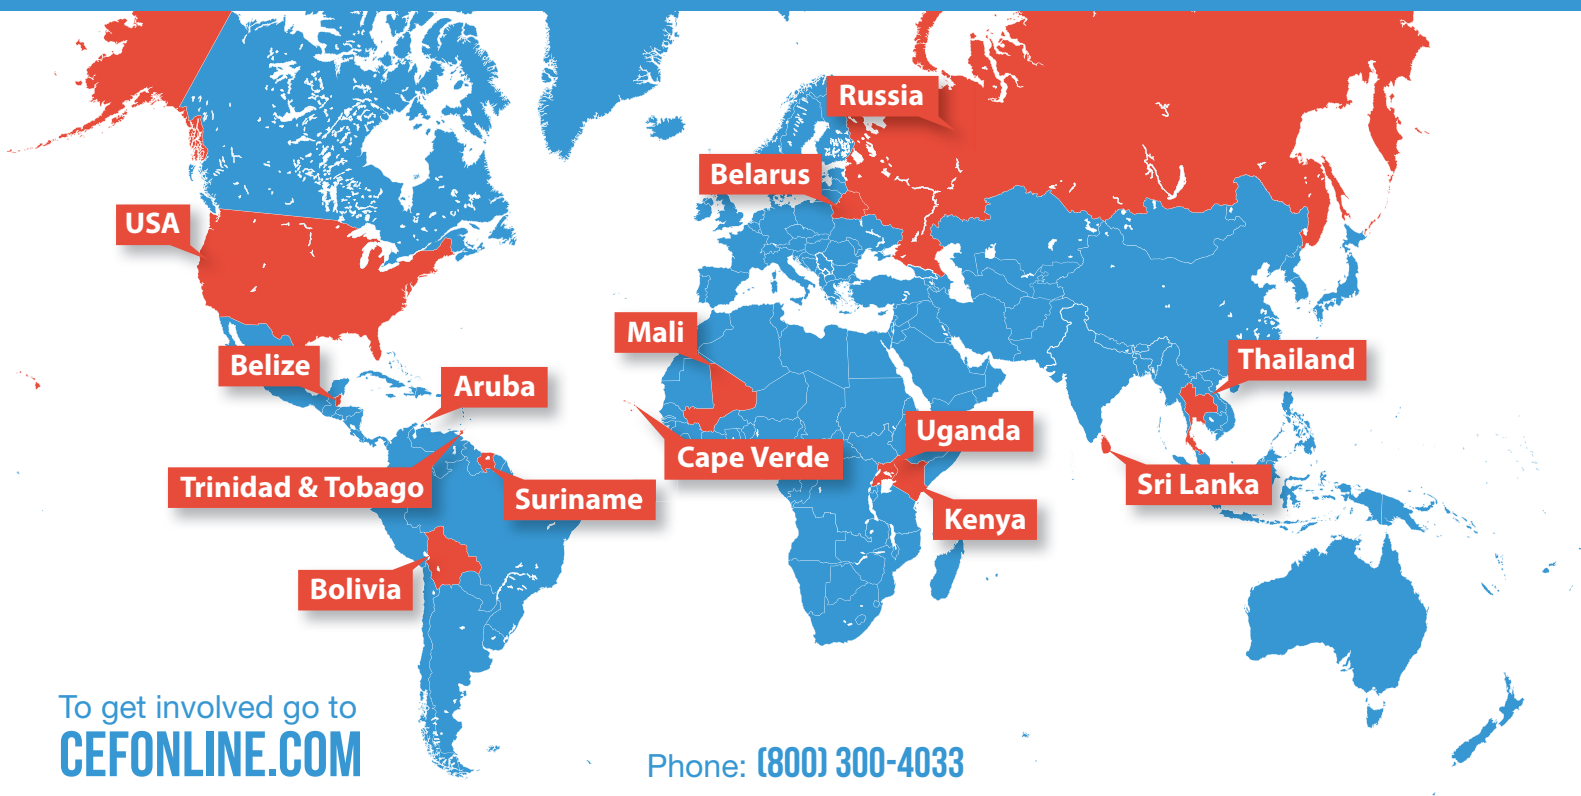 Russia
Belarus
USA
Mali
Thailand
Belize
Aruba
Uganda
Cape Verde
Trinidad & Tobago
Sri Lanka
Suriname
Kenya
Bolivia
To get involved go to
CEFONLINE.COM
Phone: (800) 300-4033